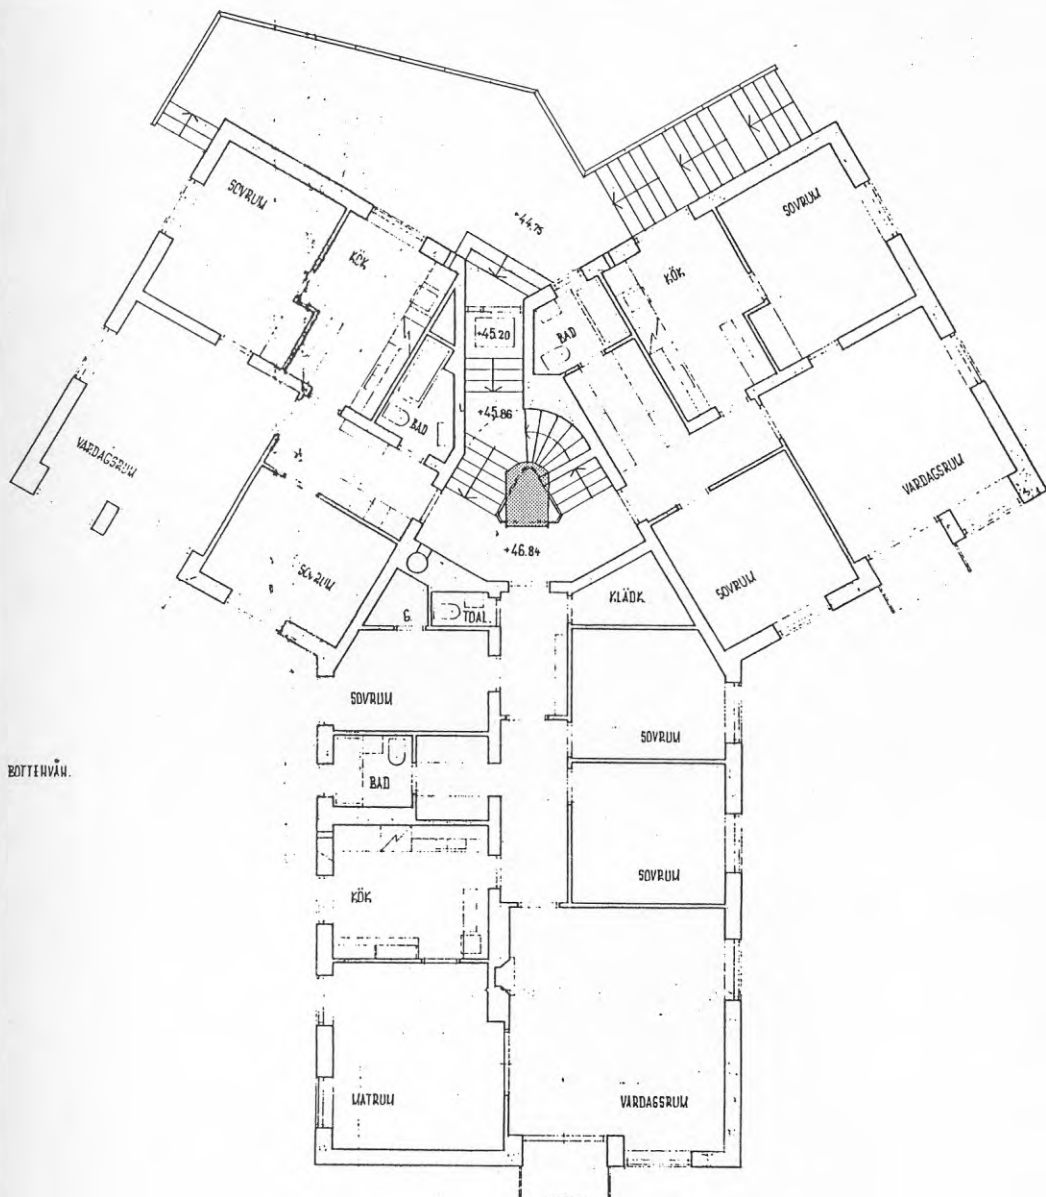 SOVRUM
SOVRUM
+44.75
KÖK
KÖK
+45.20
BAD
+45.86
BAD
VARDAGSRUM
VARDAGSRUM
+46.84
SOVRUM
SOVRUM
KLÄDK.
G.
TOAL.
SOVRUM
SOVRUM
BOTTENVÅN.
BAD
SOVRUM
KÖK
MATRUM
VARDAGSRUM